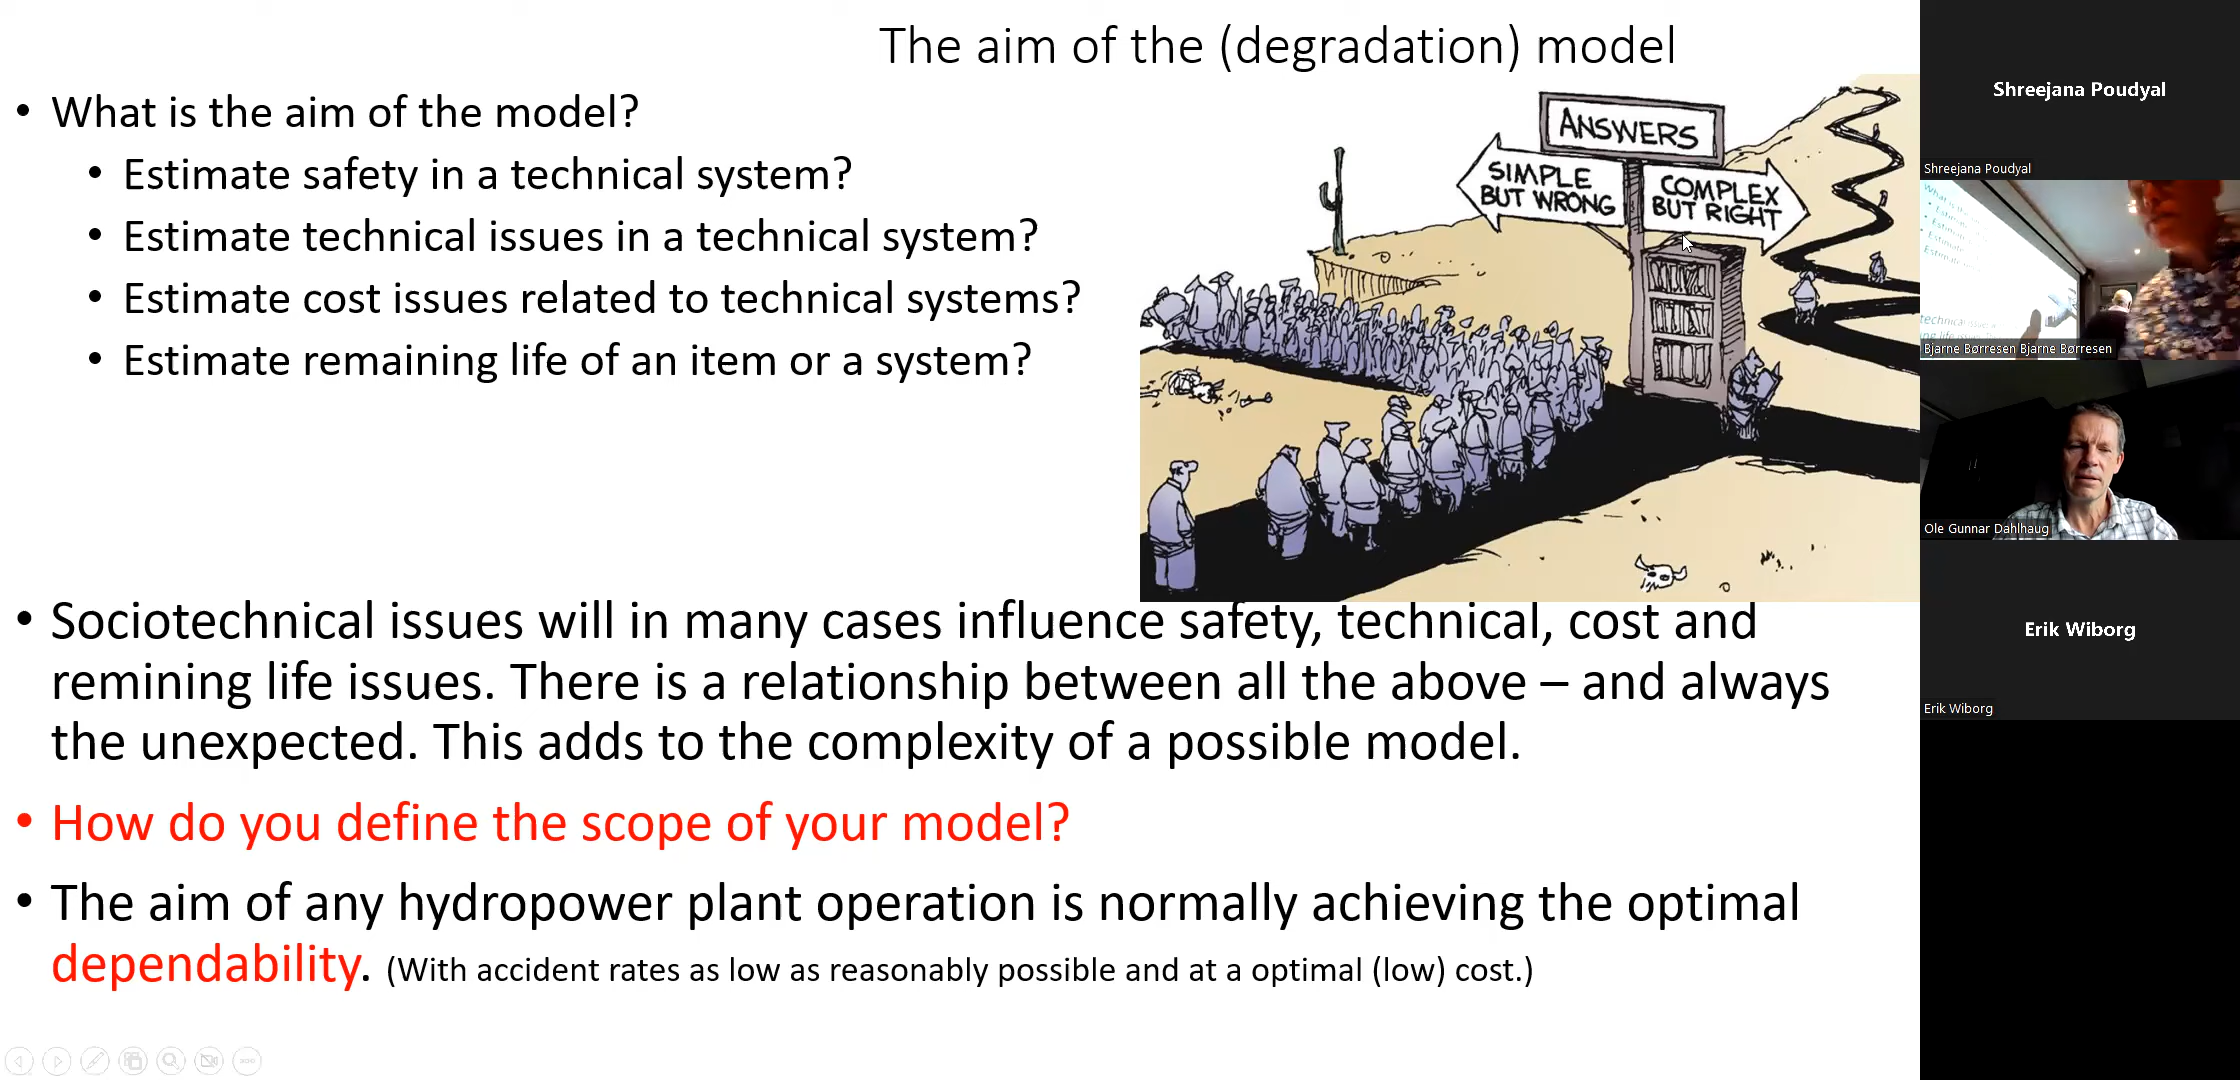 The aim of the (degradation) model
• What is the aim of the model?
• Estimate safety in a technical system?
• Estimate technical issues in a technical system?
• Estimate cost issues related to technical systems?
• Estimate remaining life of an item or a system?
ANSWERS
SIMPLE
BUT WRONG
COMPLEX
BUT RIGHT
• Sociotechnical issues will in many cases influence safety, technical, cost and
remining life issues. There is a relationship between all the above – and always
the unexpected. This adds to the complexity of a possible model.
• How do you define the scope of your model?
• The aim of any hydropower plant operation is normally achieving the optimal
dependability. (With accident rates as low as reasonably possible and at a optimal (low) cost.)
Shreejana Poudyal
Shreejana Poudyal
Bjarne Børresen Bjarne Børresen
Ole Gunnar Dahlhaug
Erik Wiborg
Erik Wiborg